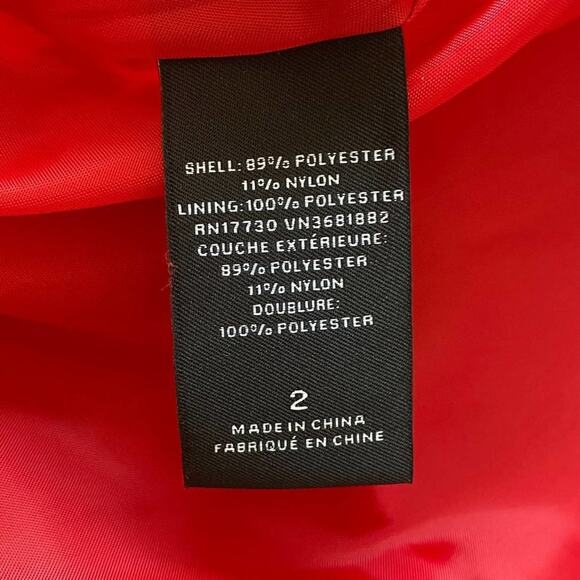 SHELL: 89% POLYESTER
11% NYLON
LINING:100% POLYESTER
RN17730 VN3681882
COUCHE EXTÉRIEURE:
89% POLYESTER
11% NYLON
DOUBLURE:
100% POLYESTER
2
MADE IN CHINA
FABRIQUÉ EN CHINE